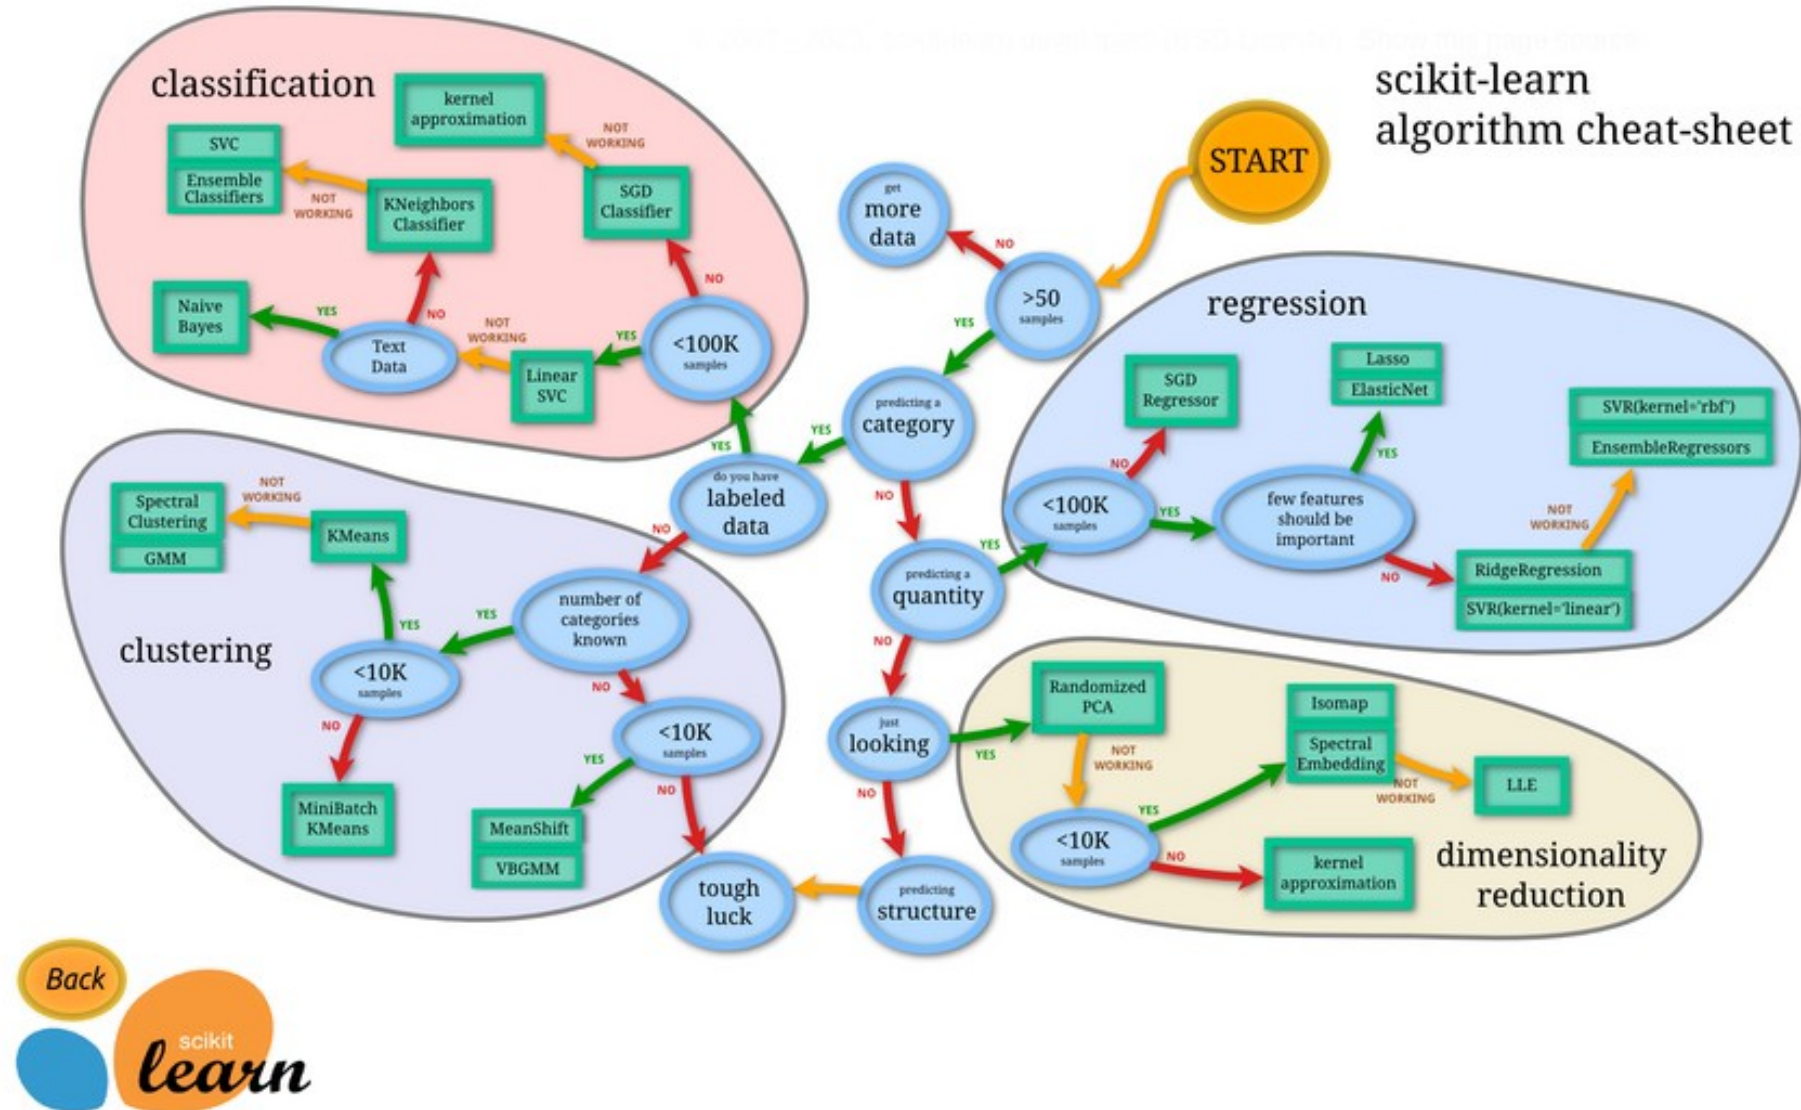 scikit-learn
algorithm cheat-sheet
START
classification
kernel
approximation
NOT
WORKING
SVC
Ensemble
Classifiers
NOT
WORKING
KNeighbors
Classifier
SGD
Classifier
get
more
data
NO
>50
samples
YES
NO
Naive
Bayes
YES
NO
Text
Data
NOT
WORKING
Linear
SVC
YES
<100K
samples
predicting a
category
YES
YES
NO
do you have
labeled
data
NO
regression
SGD
Regressor
Lasso
ElasticNet
SVR(kernel='rbf')
EnsembleRegressors
NO
YES
<100K
samples
YES
few features
should be
important
NOT
WORKING
NO
RidgeRegression
SVR(kernel='linear')
YES
predicting a
quantity
NO
clustering
Spectral
Clustering
GMM
NOT
WORKING
KMeans
YES
YES
number of
categories
known
<10K
samples
NO
NO
<10K
samples
YES
NO
MiniBatch
KMeans
MeanShift
VBGMM
just
looking
YES
NO
tough
luck
predicting
structure
Randomized
PCA
NOT
WORKING
Isomap
Spectral
Embedding
NOT
WORKING
LLE
YES
<10K
samples
NO
kernel
approximation
dimensionality
reduction
Back
scikit
learn